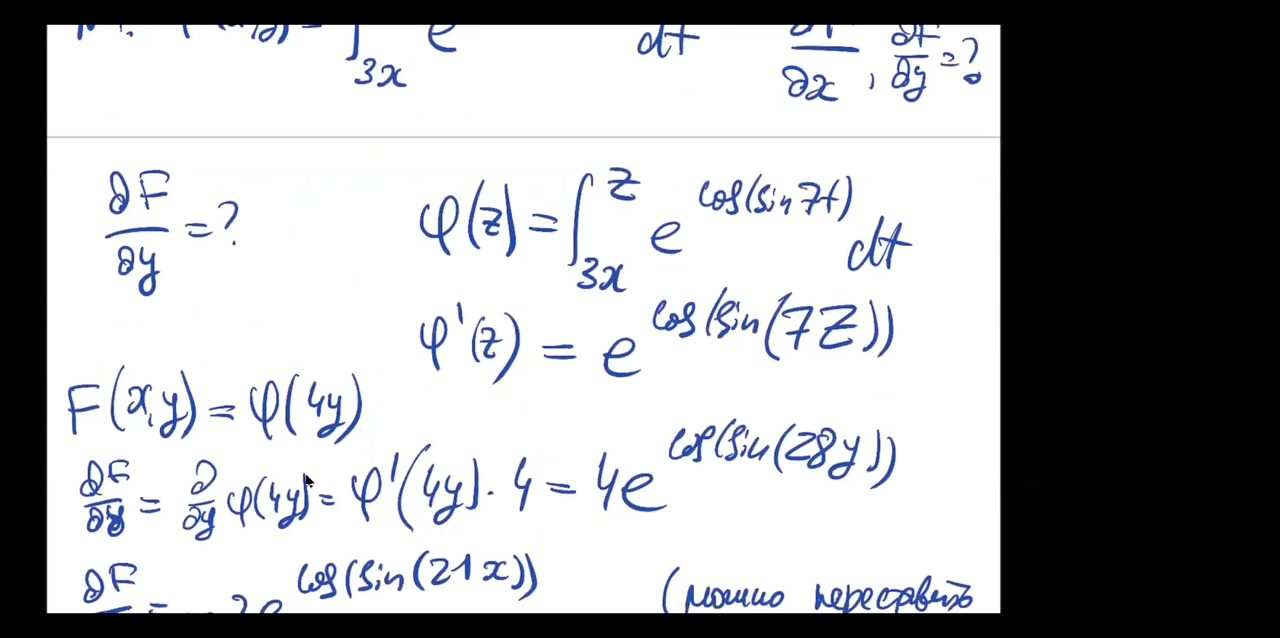 ∫_{3x} e dt ∂x , ∂F/∂y = ?
∂F/∂y = ? φ(z) = ∫_{3x}^{z} e^{cos(sin 7t)} dt
φ'(z) = e^{cos(sin(7z))}
F(x,y) = φ(4y)
∂F/∂y = ∂/∂y φ(4y) = φ'(4y) · 4 = 4e^{cos(sin(28y))}
∂F = e^{cos(sin(21x))} (можно переставить